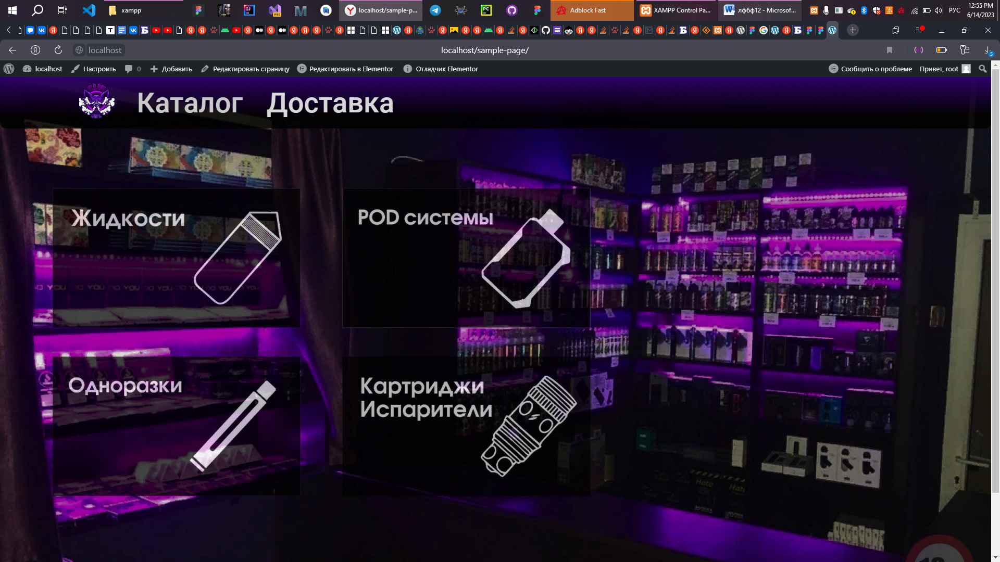 xampp
localhost/sample-p...
Adblock Fast
XAMPP Control Pa...
лфбф12 - Microsof...
РУС
12:55 PM
6/14/2023
localhost
localhost/sample-page/
5
localhost
Настроить
0
Добавить
Редактировать страницу
Редактировать в Elementor
Отладчик Elementor
Сообщить о проблеме
Привет, root
Каталог
Доставка
Жидкости
POD системы
Одноразки
Картриджи
Испарители